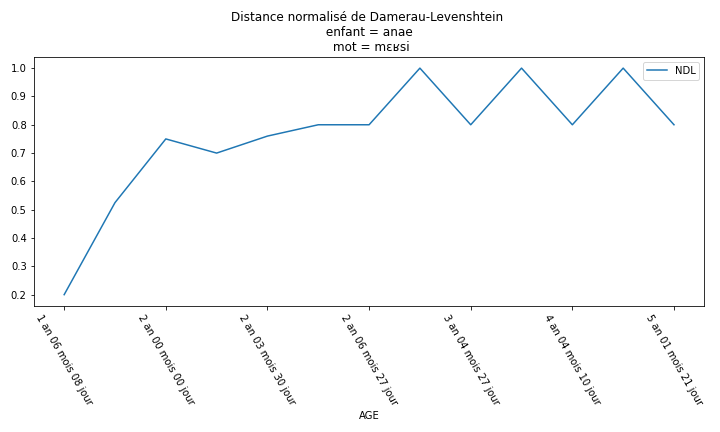 Distance normalisé de Damerau-Levenshtein
enfant = anae
mot = mɛʁsi
NDL
1.0
0.9
0.8
0.7
0.6
0.5
0.4
0.3
0.2
1 an 06 mois 08 jour
2 an 00 mois 00 jour
2 an 03 mois 30 jour
2 an 06 mois 27 jour
3 an 04 mois 27 jour
4 an 04 mois 10 jour
5 an 01 mois 21 jour
AGE